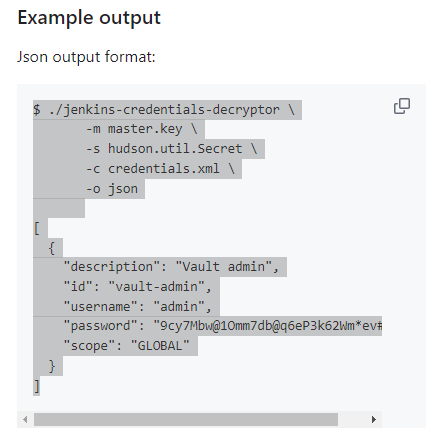 Example output
Json output format:
$ ./jenkins-credentials-decryptor \
-m master.key \
-s hudson.util.Secret \
-c credentials.xml \
-o json
[
{
"description": "Vault admin",
"id": "vault-admin",
"username": "admin",
"password": "9cy7Mbw@1Omm7db@q6eP3k62Wm*ev#
"scope": "GLOBAL"
}
]